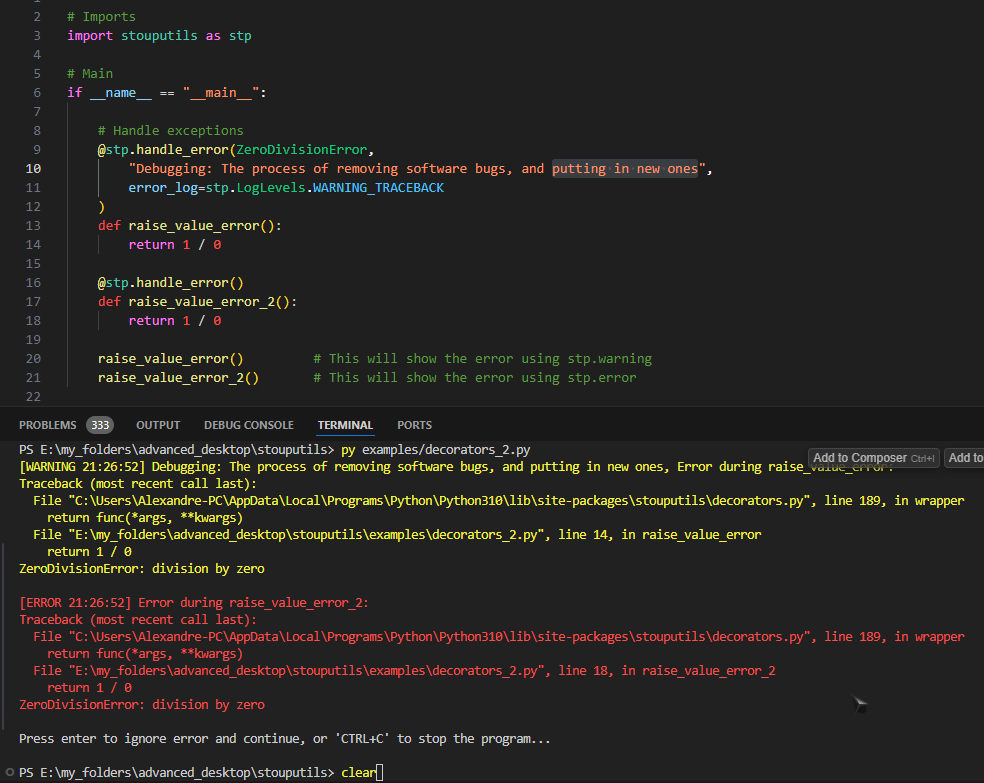 2 # Imports
3 import stouputils as stp
4
5 # Main
6 if __name__ == "__main__":
7
8 # Handle exceptions
9 @stp.handle_error(ZeroDivisionError,
10 "Debugging: The process of removing software bugs, and putting in new ones",
11 error_log=stp.LogLevels.WARNING_TRACEBACK
12 )
13 def raise_value_error():
14 return 1 / 0
15
16 @stp.handle_error()
17 def raise_value_error_2():
18 return 1 / 0
19
20 raise_value_error() # This will show the error using stp.warning
21 raise_value_error_2() # This will show the error using stp.error
22
PROBLEMS 333 OUTPUT DEBUG CONSOLE TERMINAL PORTS
PS E:\my_folders\advanced_desktop\stouputils> py examples/decorators_2.py
Add to Composer Ctrl+I Add to
[WARNING 21:26:52] Debugging: The process of removing software bugs, and putting in new ones, Error during raise_value_error:
Traceback (most recent call last):
File "C:\Users\Alexandre-PC\AppData\Local\Programs\Python\Python310\lib\site-packages\stouputils\decorators.py", line 189, in wrapper
return func(*args, **kwargs)
File "E:\my_folders\advanced_desktop\stouputils\examples\decorators_2.py", line 14, in raise_value_error
return 1 / 0
ZeroDivisionError: division by zero
[ERROR 21:26:52] Error during raise_value_error_2:
Traceback (most recent call last):
File "C:\Users\Alexandre-PC\AppData\Local\Programs\Python\Python310\lib\site-packages\stouputils\decorators.py", line 189, in wrapper
return func(*args, **kwargs)
File "E:\my_folders\advanced_desktop\stouputils\examples\decorators_2.py", line 18, in raise_value_error_2
return 1 / 0
ZeroDivisionError: division by zero
Press enter to ignore error and continue, or 'CTRL+C' to stop the program...
PS E:\my_folders\advanced_desktop\stouputils> clear